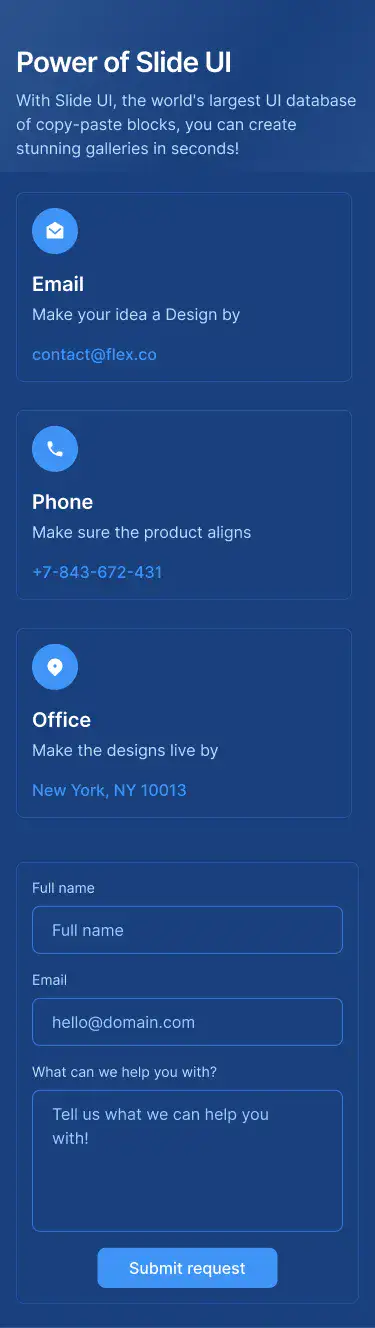 Power of Slide UI
With Slide UI, the world's largest UI database
of copy-paste blocks, you can create
stunning galleries in seconds!
Email
Make your idea a Design by
contact@flex.co
Phone
Make sure the product aligns
+7-843-672-431
Office
Make the designs live by
New York, NY 10013
Full name
Full name
Email
hello@domain.com
What can we help you with?
Tell us what we can help you
with!
Submit request